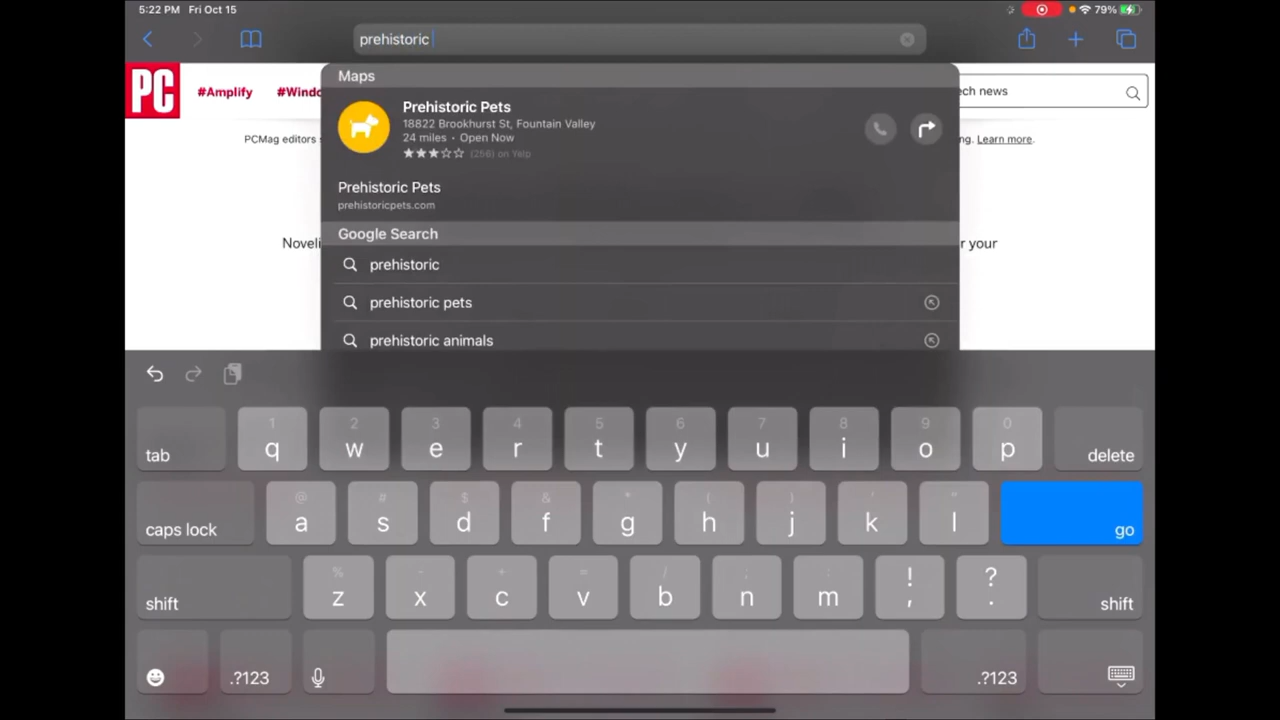 5:22 PM Fri Oct 15
79%
prehistoric
PC
#Amplify #Windo
ech news
PCMag editors s
ng. Learn more.
Maps
Prehistoric Pets
18822 Brookhurst St, Fountain Valley
24 miles · Open Now
★★★☆☆ (256) on Yelp
Prehistoric Pets
prehistoricpets.com
Google Search
Noveli
r your
prehistoric
prehistoric pets
prehistoric animals
1 2 3 4 5 6 7 8 9 0
tab q w e r t y u i o p delete
@ # $ & * ( ) ' "
caps lock a s d f g h j k l go
% - + = / ; : ! ?
shift z x c v b n m , . shift
.?123 .?123